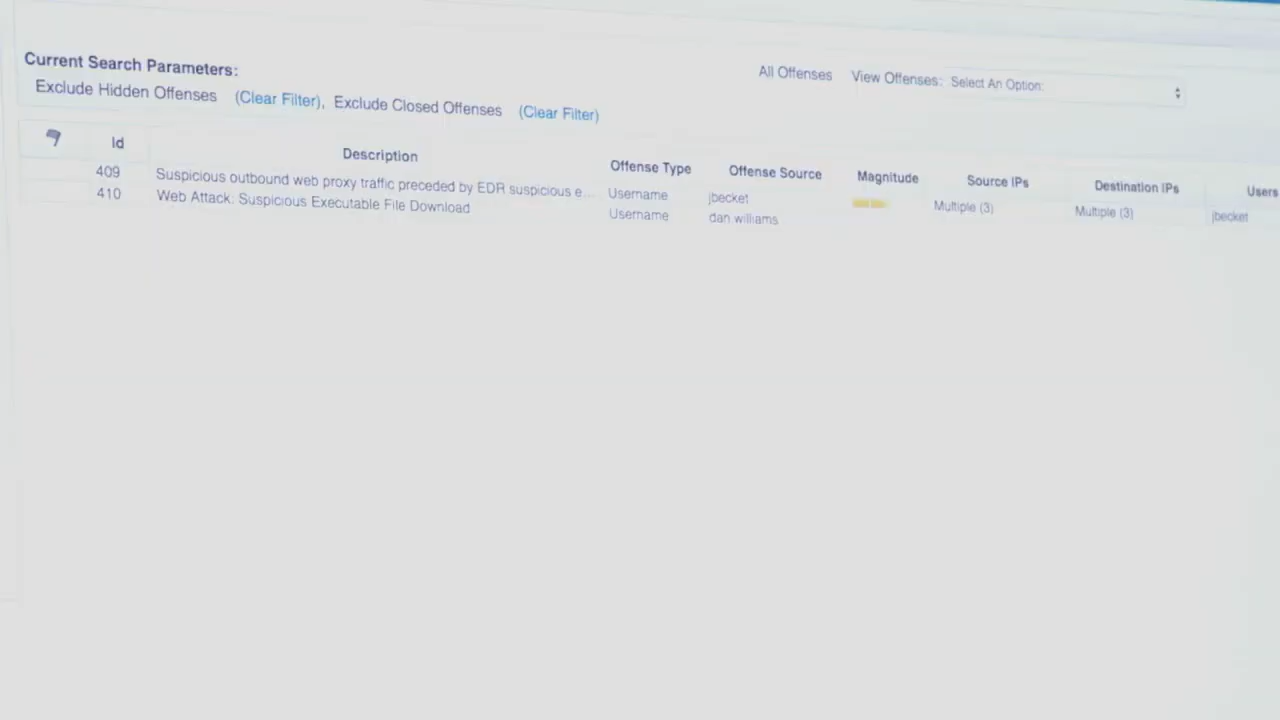 Current Search Parameters:
Exclude Hidden Offenses (Clear Filter), Exclude Closed Offenses (Clear Filter)
All Offenses View Offenses: Select An Option:
Id Description Offense Type Offense Source Magnitude Source IPs Destination IPs Users
409 Suspicious outbound web proxy traffic preceded by EDR suspicious e... Username jbecket Multiple (3) Multiple (3) jbecket
410 Web Attack: Suspicious Executable File Download Username dan williams